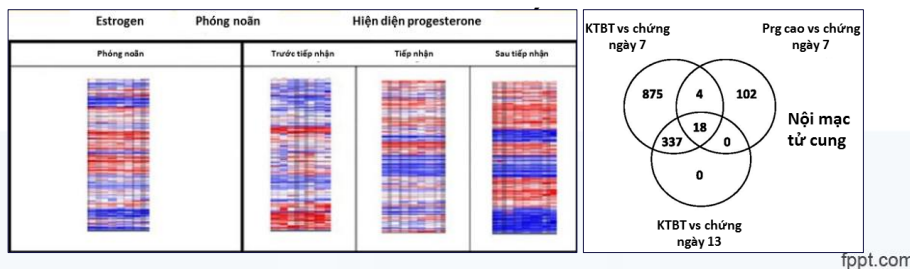 Estrogen Phóng noãn Hiện diện progesterone
Phóng noãn Trước tiếp nhận Tiếp nhận Sau tiếp nhận
KTBT vs chứng
ngày 7
Prg cao vs chứng
ngày 7
875 4 102
18
337 0
0
Nội mạc
tử cung
KTBT vs chứng
ngày 13
fppt.com